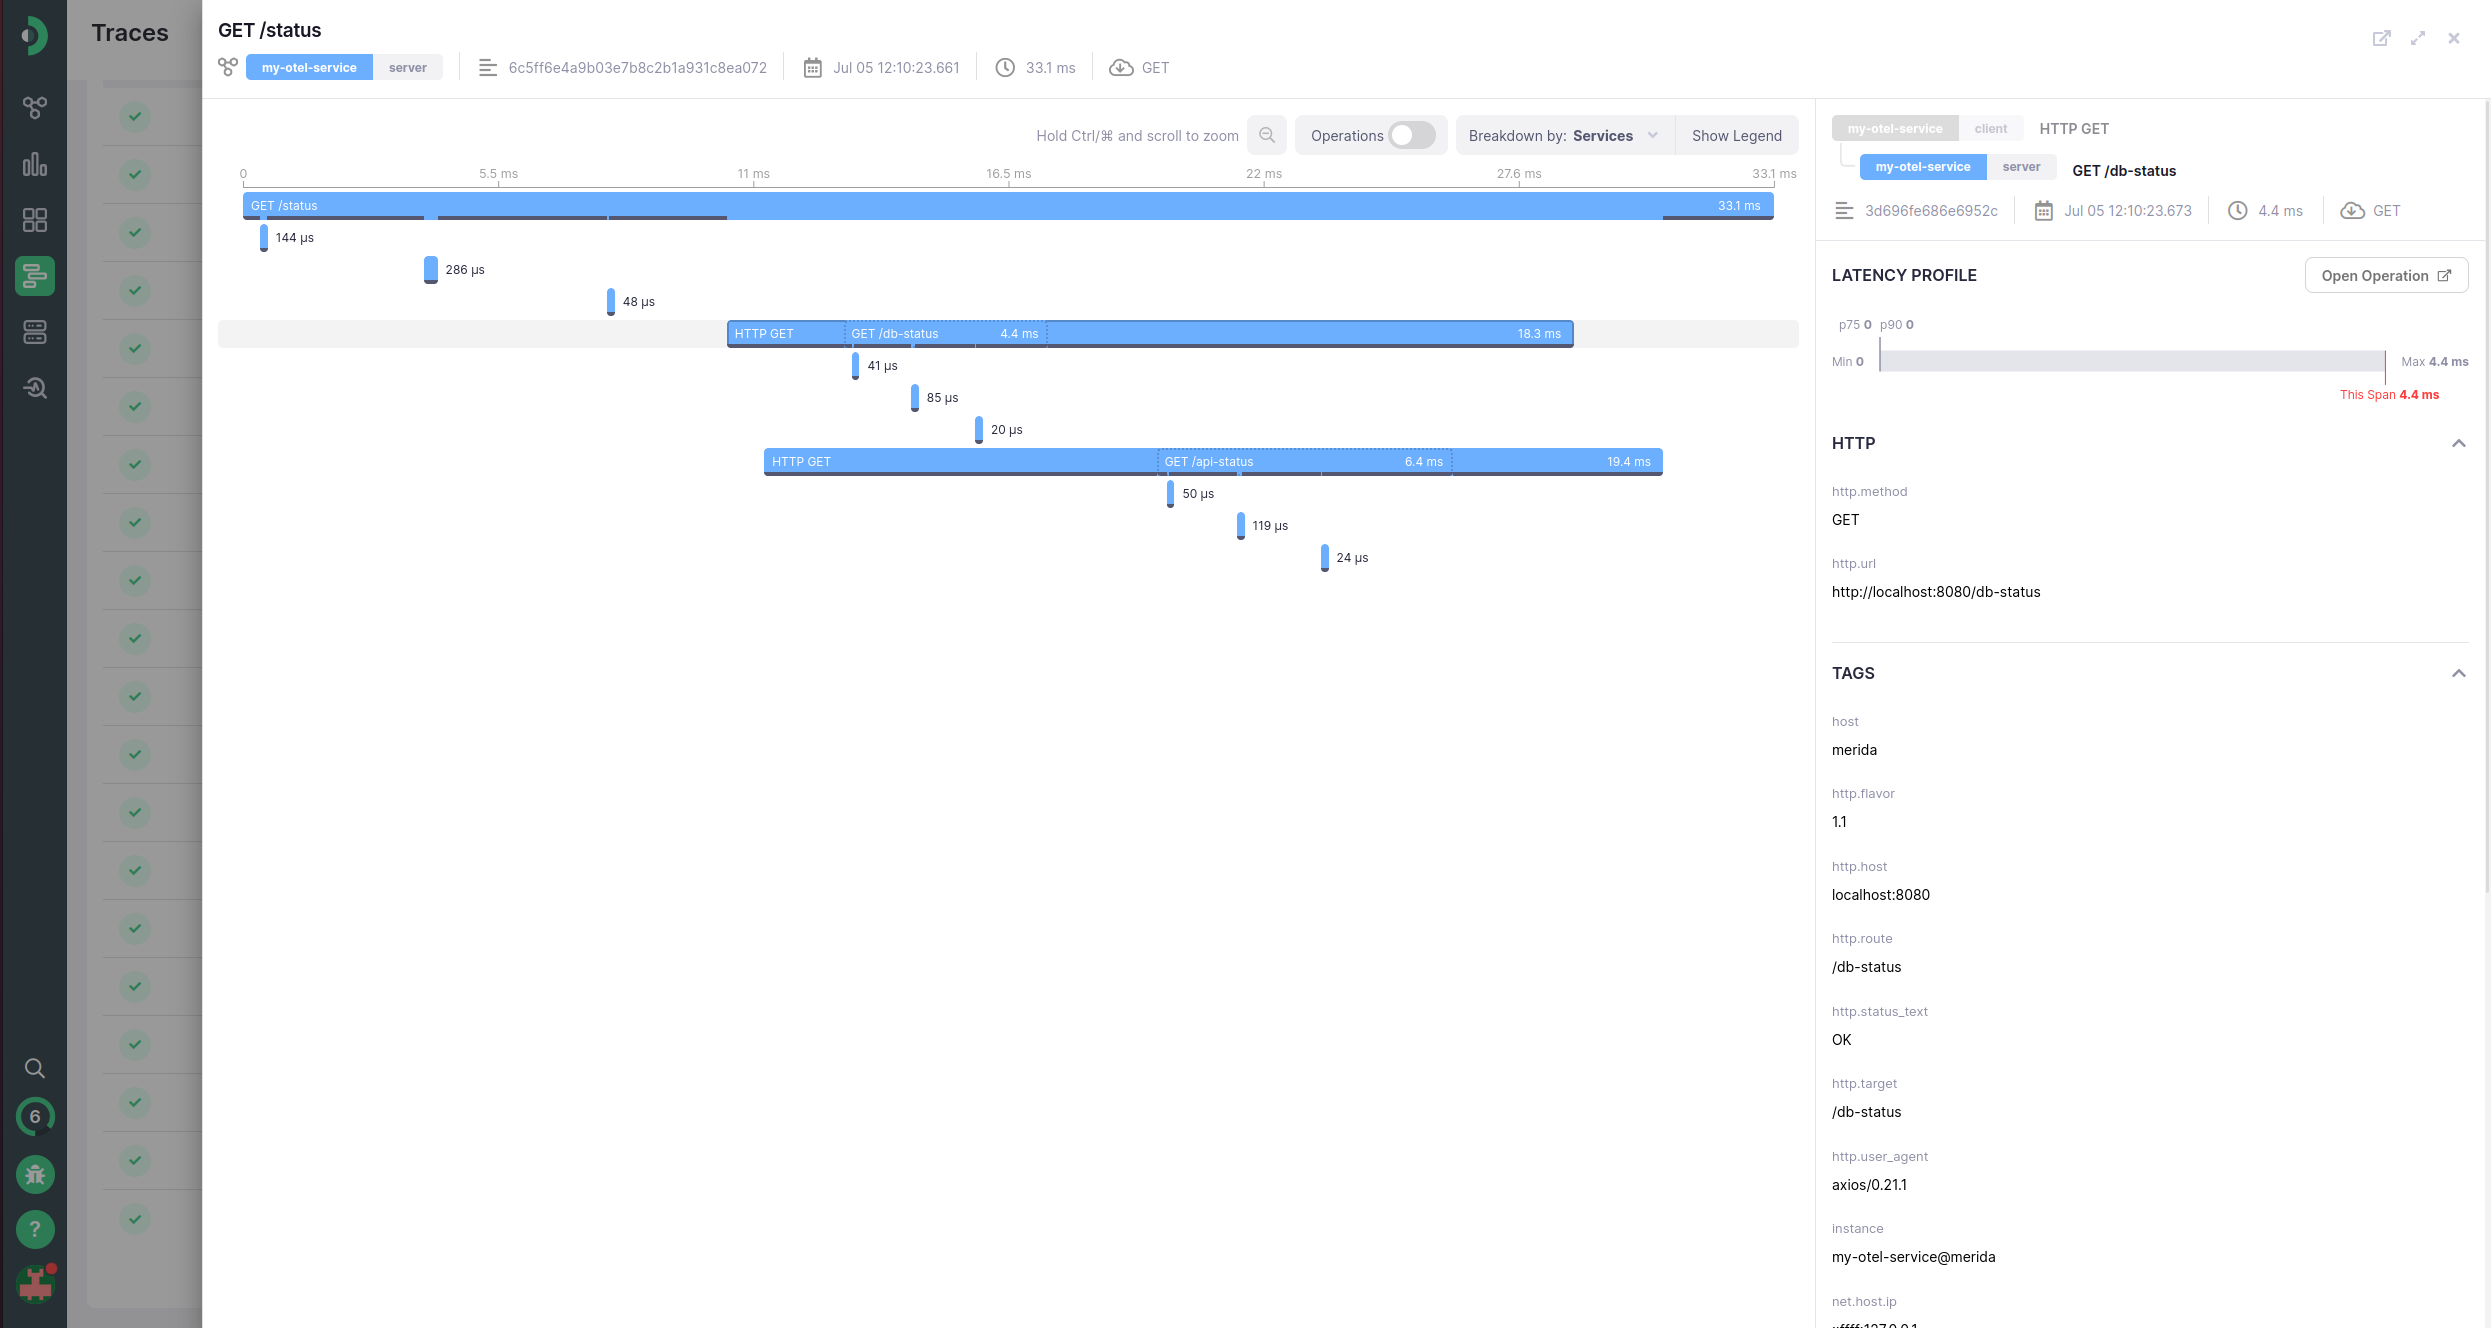 Traces
GET /status
my-otel-service server 6c5ff6e4a9b03e7b8c2b1a931c8ea072 Jul 05 12:10:23.661 33.1 ms GET
Hold Ctrl/⌘ and scroll to zoom Operations Breakdown by: Services Show Legend
0 5.5 ms 11 ms 16.5 ms 22 ms 27.6 ms 33.1 ms
GET /status 33.1 ms
144 µs
286 µs
48 µs
HTTP GET GET /db-status 4.4 ms 18.3 ms
41 µs
85 µs
20 µs
HTTP GET GET /api-status 6.4 ms 19.4 ms
50 µs
119 µs
24 µs
my-otel-service client HTTP GET
my-otel-service server GET /db-status
3d696fe686e6952c Jul 05 12:10:23.673 4.4 ms GET
LATENCY PROFILE Open Operation
p75 0 p90 0
Min 0 Max 4.4 ms
This Span 4.4 ms
HTTP
http.method
GET
http.url
http://localhost:8080/db-status
TAGS
host
merida
http.flavor
1.1
http.host
localhost:8080
http.route
/db-status
http.status_text
OK
http.target
/db-status
http.user_agent
axios/0.21.1
instance
my-otel-service@merida
net.host.ip
6
?